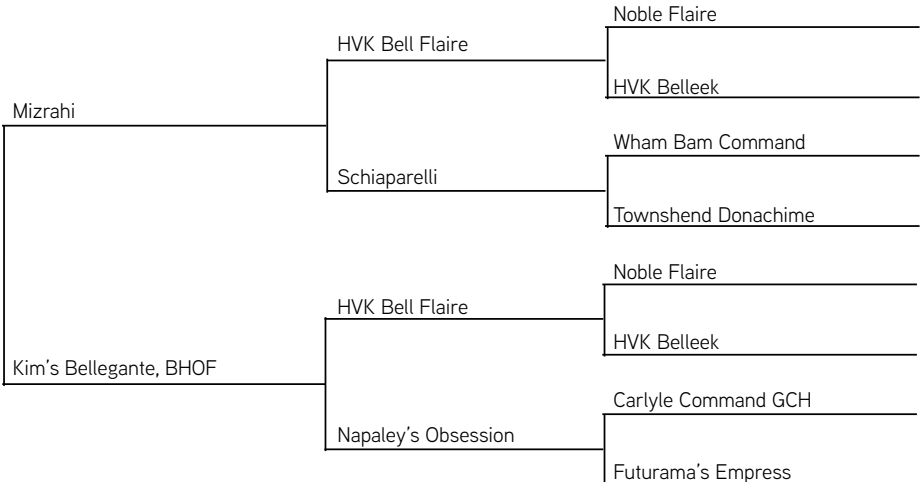 Noble Flaire
HVK Bell Flaire
HVK Belleek
Mizrahi
Wham Bam Command
Schiaparelli
Townshend Donachime
Noble Flaire
HVK Bell Flaire
HVK Belleek
Kim's Bellegante, BHOF
Carlyle Command GCH
Napaley's Obsession
Futurama's Empress